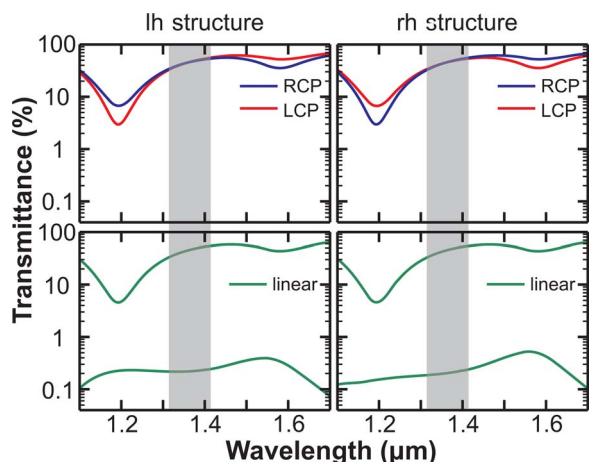 lh structure
rh structure
Transmittance (%)
100
10
1
0.1
RCP
LCP
RCP
LCP
100
10
1
0.1
linear
linear
1.2
1.4
1.6
1.2
1.4
1.6
Wavelength (µm)